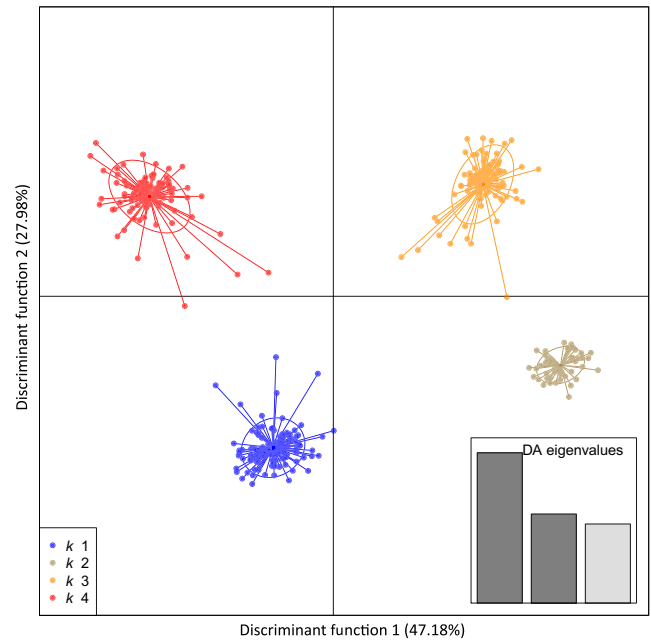 Discriminant function 2 (27.98%)
DA eigenvalues
k 1
k 2
k 3
k 4
Discriminant function 1 (47.18%)